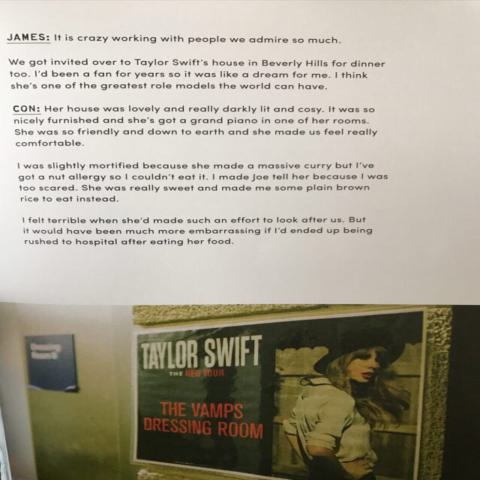 JAMES: It is crazy working with people we admire so much.
We got invited over to Taylor Swift's house in Beverly Hills for dinner
too. I'd been a fan for years so it was like a dream for me. I think
she's one of the greatest role models the world can have.
CON: Her house was lovely and really darkly lit and cosy. It was so
nicely furnished and she's got a grand piano in one of her rooms.
She was so friendly and down to earth and she made us feel really
comfortable.
I was slightly mortified because she made a massive curry but I've
got a nut allergy so I couldn't eat it. I made Joe tell her because I was
too scared. She was really sweet and made me some plain brown
rice to eat instead.
I felt terrible when she'd made such an effort to look after us. But
it would have been much more embarrassing if I'd ended up being
rushed to hospital after eating her food.
TAYLOR SWIFT
THE RED TOUR
THE VAMPS
DRESSING ROOM